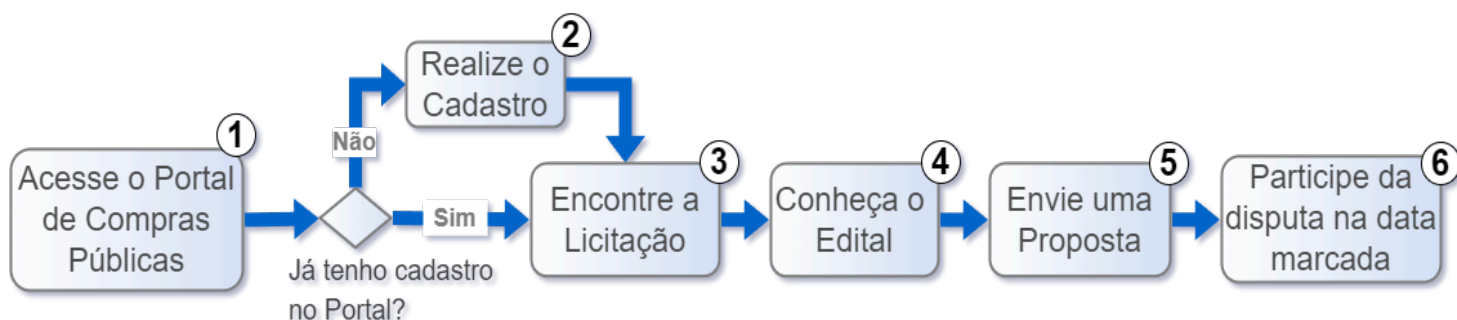 1
Acesse o Portal
de Compras
Públicas
Já tenho cadastro
no Portal?
Não
2
Realize o
Cadastro
Sim
3
Encontre a
Licitação
4
Conheça o
Edital
5
Envie uma
Proposta
6
Participe da
disputa na data
marcada